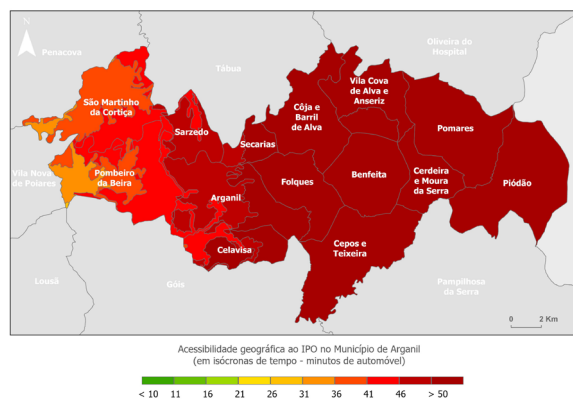 N
Penacova
Oliveira do
Hospital
Tábua
São Martinho
da Cortiça
Vila Cova
de Alva e
Anseriz
Côja e
Barril
de Alva
Pomares
Sarzedo
Secarias
Vila Nova
de Poiares
Pombeiro
da Beira
Folques
Benfeita
Cerdeira
e Moura
da Serra
Piódão
Arganil
Celavisa
Cepos e
Teixeira
Lousã
Góis
Pampilhosa
da Serra
0 2 Km
Acessibilidade geográfica ao IPO no Município de Arganil
(em isócronas de tempo - minutos de automóvel)
< 10 11 16 21 26 31 36 41 46 > 50